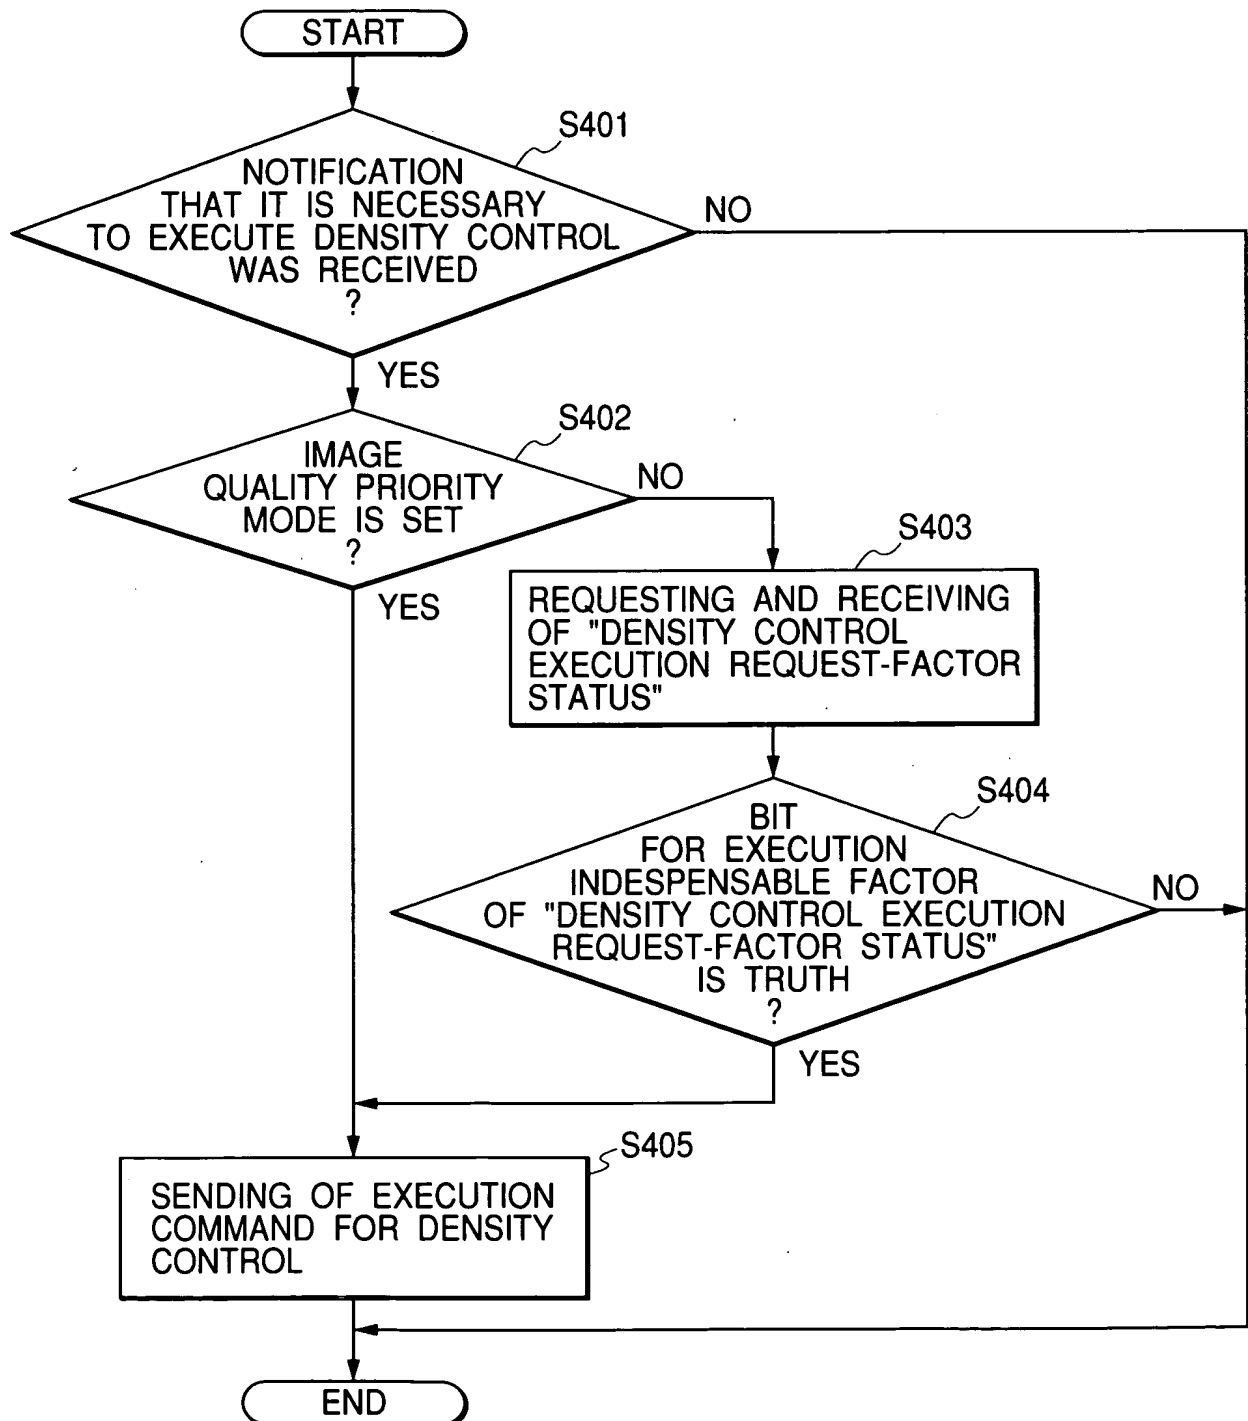 START
S401
NOTIFICATION
THAT IT IS NECESSARY
TO EXECUTE DENSITY CONTROL
WAS RECEIVED
?
NO
YES
S402
IMAGE
QUALITY PRIORITY
MODE IS SET
?
NO
YES
S403
REQUESTING AND RECEIVING
OF "DENSITY CONTROL
EXECUTION REQUEST-FACTOR
STATUS"
S404
BIT
FOR EXECUTION
INDESPENSABLE FACTOR
OF "DENSITY CONTROL EXECUTION
REQUEST-FACTOR STATUS"
IS TRUTH
?
NO
YES
S405
SENDING OF EXECUTION
COMMAND FOR DENSITY
CONTROL
END